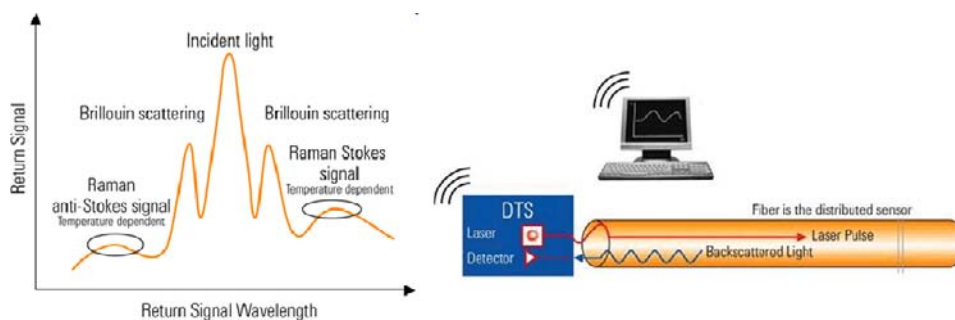 Incident light
Brillouin scattering
Brillouin scattering
Raman
anti-Stokes signal
Temperature dependent
Raman Stokes
signal
Temperature dependent
Return Signal
Return Signal Wavelength
DTS
Laser
Detector
Fiber is the distributed sensor
Laser Pulse
Backscattered Light